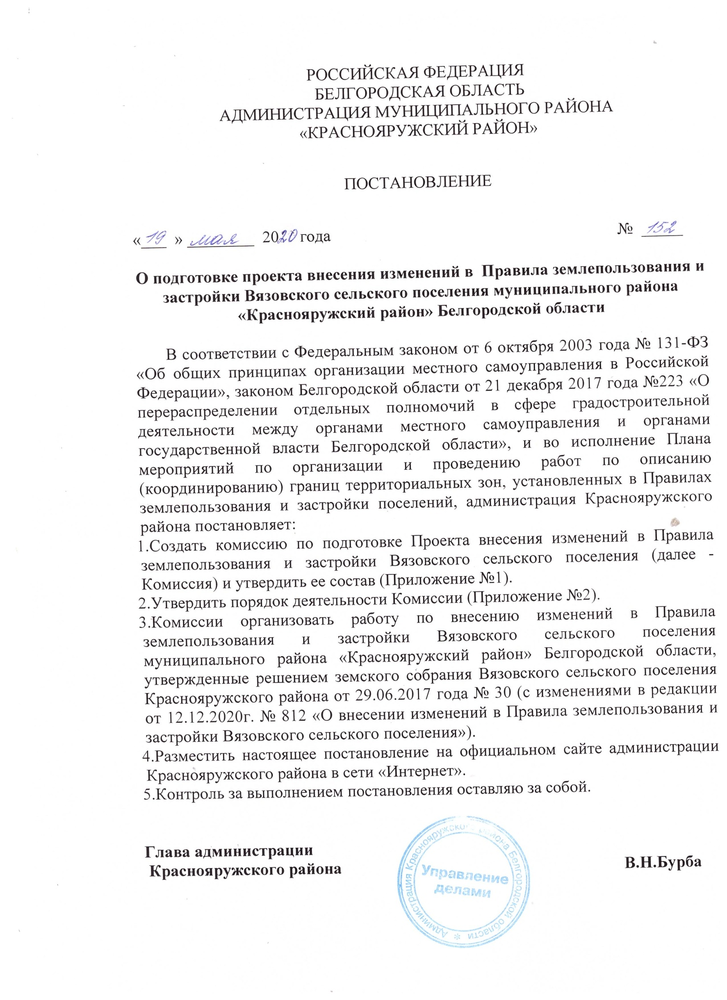 РОССИЙСКАЯ ФЕДЕРАЦИЯ
БЕЛГОРОДСКАЯ ОБЛАСТЬ
АДМИНИСТРАЦИЯ МУНИЦИПАЛЬНОГО РАЙОНА
«КРАСНОЯРУЖСКИЙ РАЙОН»
ПОСТАНОВЛЕНИЕ
« 19 » мая 2020 года № 152
О подготовке проекта внесения изменений в Правила землепользования и
застройки Вязовского сельского поселения муниципального района
«Краснояружский район» Белгородской области
В соответствии с Федеральным законом от 6 октября 2003 года № 131-ФЗ
«Об общих принципах организации местного самоуправления в Российской
Федерации», законом Белгородской области от 21 декабря 2017 года №223 «О
перераспределении отдельных полномочий в сфере градостроительной
деятельности между органами местного самоуправления и органами
государственной власти Белгородской области», и во исполнение Плана
мероприятий по организации и проведению работ по описанию
(координированию) границ территориальных зон, установленных в Правилах
землепользования и застройки поселений, администрация Краснояружского
района постановляет:
1.Создать комиссию по подготовке Проекта внесения изменений в Правила
землепользования и застройки Вязовского сельского поселения (далее -
Комиссия) и утвердить ее состав (Приложение №1).
2.Утвердить порядок деятельности Комиссии (Приложение №2).
3.Комиссии организовать работу по внесению изменений в Правила
землепользования и застройки Вязовского сельского поселения
муниципального района «Краснояружский район» Белгородской области,
утвержденные решением земского собрания Вязовского сельского поселения
Краснояружского района от 29.06.2017 года № 30 (с изменениями в редакции
от 12.12.2020г. № 812 «О внесении изменений в Правила землепользования и
застройки Вязовского сельского поселения»).
4.Разместить настоящее постановление на официальном сайте администрации
Краснояружского района в сети «Интернет».
5.Контроль за выполнением постановления оставляю за собой.
Глава администрации
Краснояружского района В.Н.Бурба
Администрация Краснояружского района Белгородской области *
Управление
делами